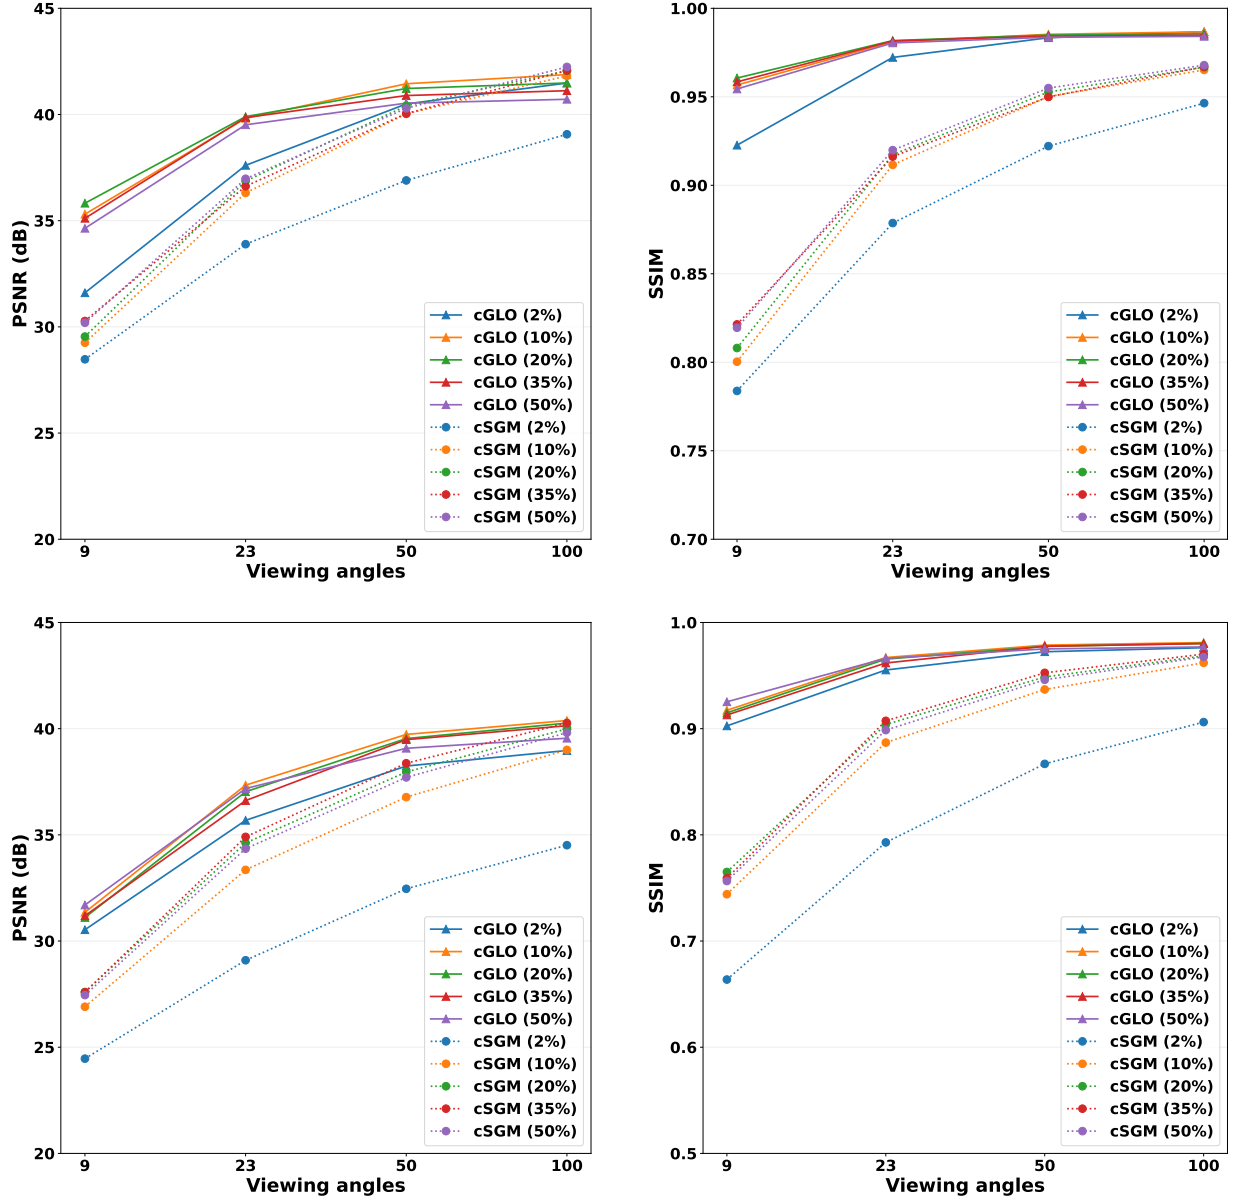 45
40
35
30
25
20
PSNR (dB)
9 23 50 100
Viewing angles
cGLO (2%)
cGLO (10%)
cGLO (20%)
cGLO (35%)
cGLO (50%)
cSGM (2%)
cSGM (10%)
cSGM (20%)
cSGM (35%)
cSGM (50%)
1.00
0.95
0.90
0.85
0.80
0.75
0.70
SSIM
9 23 50 100
Viewing angles
cGLO (2%)
cGLO (10%)
cGLO (20%)
cGLO (35%)
cGLO (50%)
cSGM (2%)
cSGM (10%)
cSGM (20%)
cSGM (35%)
cSGM (50%)
45
40
35
30
25
20
PSNR (dB)
9 23 50 100
Viewing angles
cGLO (2%)
cGLO (10%)
cGLO (20%)
cGLO (35%)
cGLO (50%)
cSGM (2%)
cSGM (10%)
cSGM (20%)
cSGM (35%)
cSGM (50%)
1.0
0.9
0.8
0.7
0.6
0.5
SSIM
9 23 50 100
Viewing angles
cGLO (2%)
cGLO (10%)
cGLO (20%)
cGLO (35%)
cGLO (50%)
cSGM (2%)
cSGM (10%)
cSGM (20%)
cSGM (35%)
cSGM (50%)